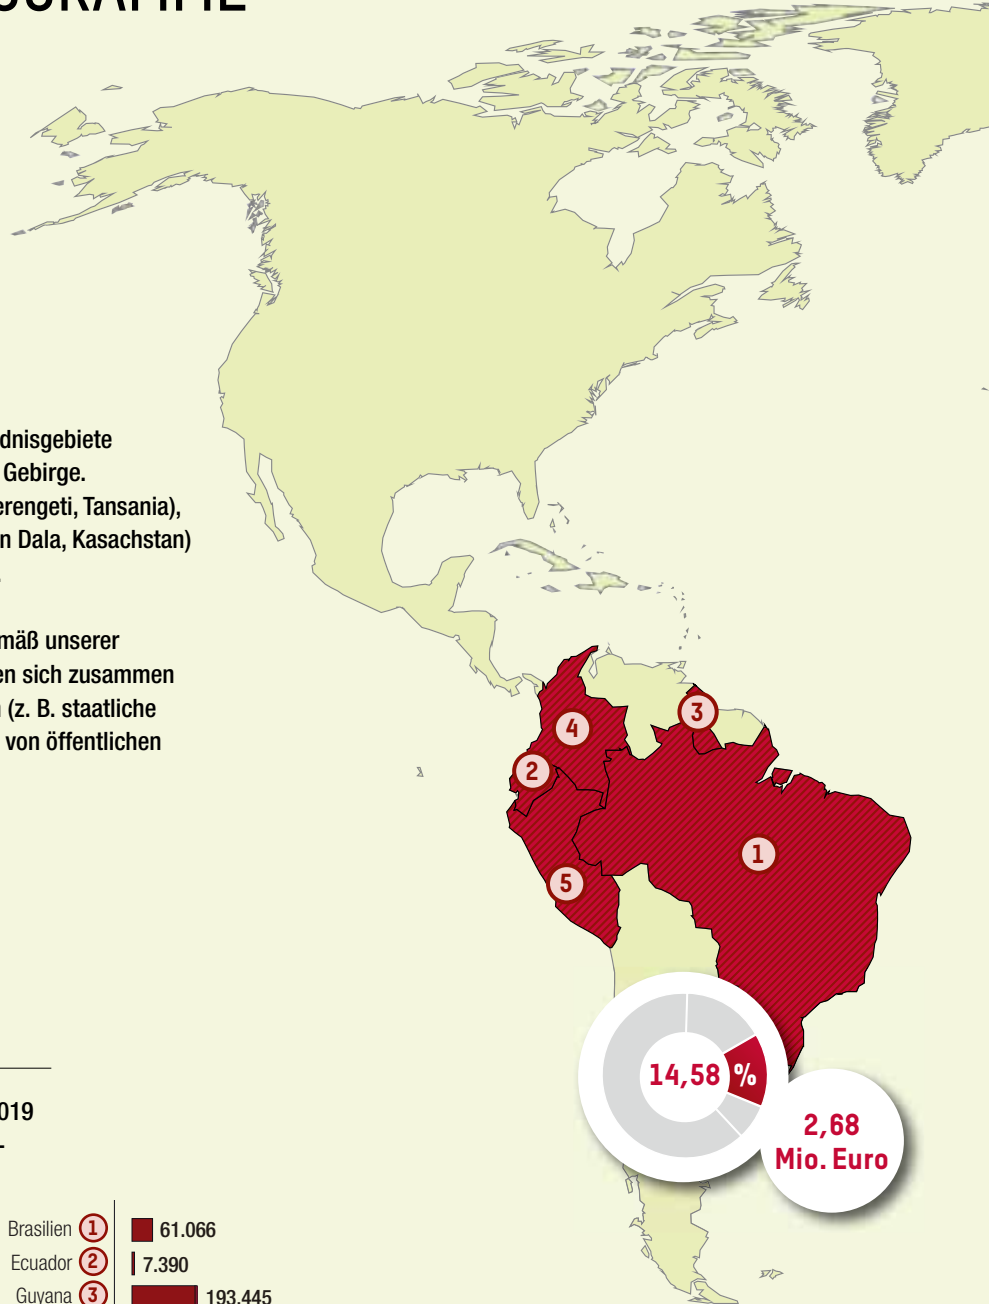 dnisgebiete
Gebirge.
erengeti, Tansania),
n Dala, Kasachstan)
mäß unserer
en sich zusammen
(z. B. staatliche
von öffentlichen
4
3
2
1
5
14,58 %
2,68
Mio. Euro
019
Brasilien 1 61.066
Ecuador 2 7.390
Guyana 3 193.445